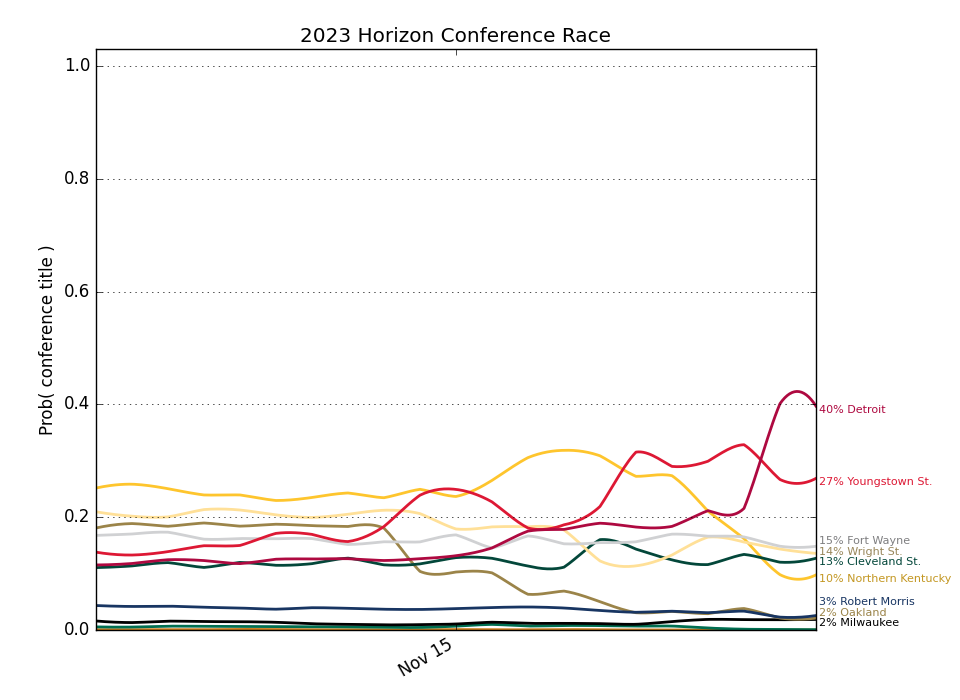 2023 Horizon Conference Race
Prob( conference title )
1.0
0.8
0.6
0.4
0.2
0.0
Nov 15
40% Detroit
27% Youngstown St.
15% Fort Wayne
14% Wright St.
13% Cleveland St.
10% Northern Kentucky
3% Robert Morris
2% Oakland
2% Milwaukee